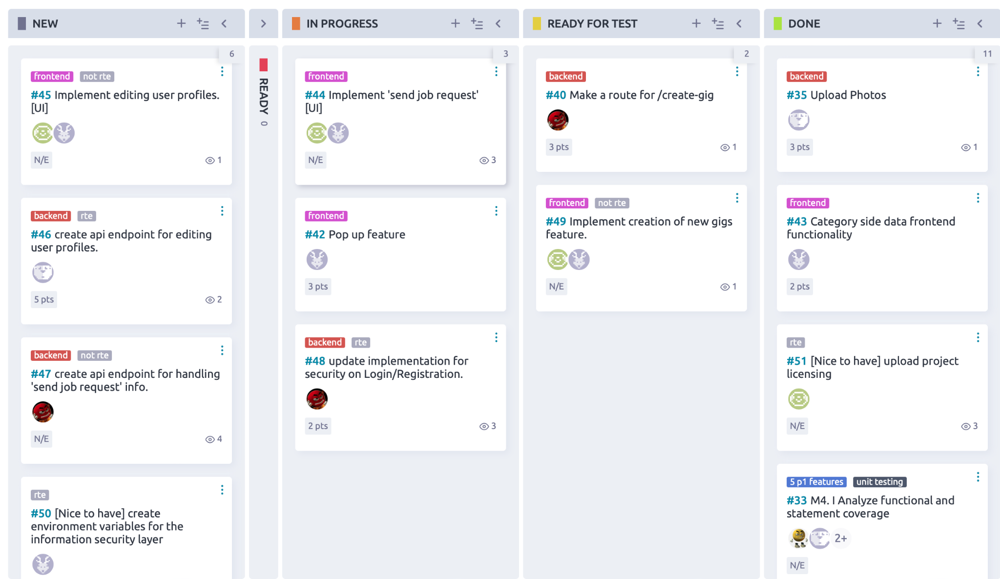 NEW
6
frontend not rte
#45 Implement editing user profiles.
[UI]
N/E 1
backend rte
#46 create api endpoint for editing
user profiles.
5 pts 2
backend not rte
#47 create api endpoint for handling
'send job request' info.
N/E 4
rte
#50 [Nice to have] create
environment variables for the
information security layer
READY 0
IN PROGRESS
3
frontend
#44 Implement 'send job request'
[UI]
N/E 3
frontend
#42 Pop up feature
3 pts
backend rte
#48 update implementation for
security on Login/Registration.
2 pts 3
READY FOR TEST
2
backend
#40 Make a route for /create-gig
3 pts 1
frontend not rte
#49 Implement creation of new gigs
feature.
N/E 1
DONE
11
backend
#35 Upload Photos
3 pts 1
frontend
#43 Category side data frontend
functionality
2 pts
rte
#51 [Nice to have] upload project
licensing
N/E 3
5 p1 features unit testing
#33 M4. I Analyze functional and
statement coverage
2+
N/E